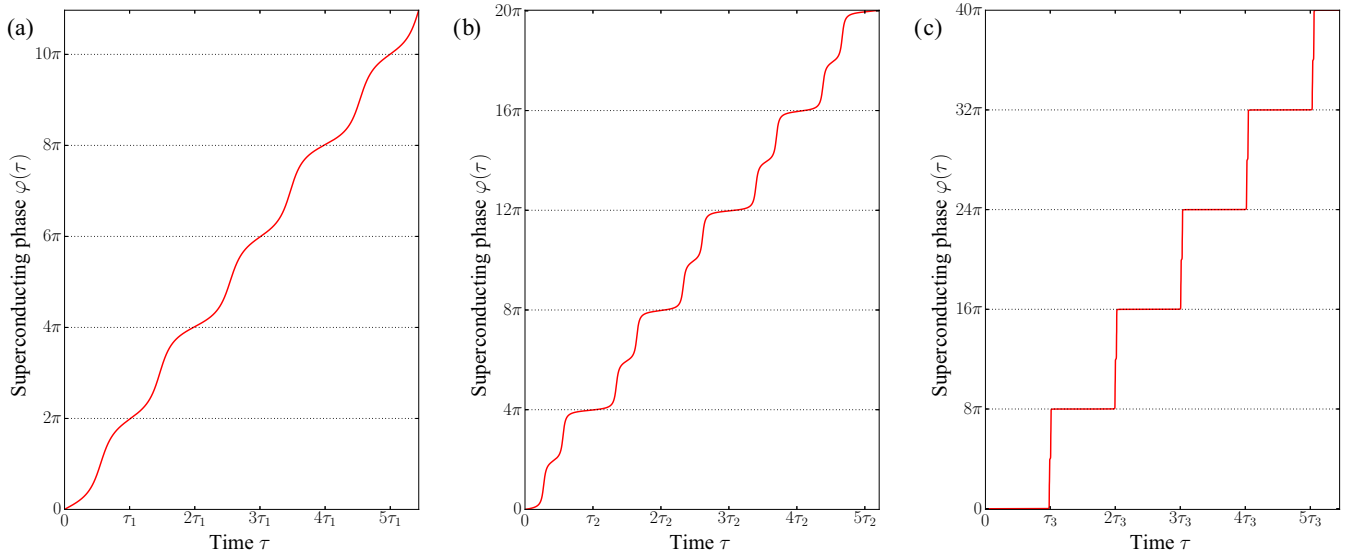 (a)
Superconducting phase φ(τ)
10π
8π
6π
4π
2π
0
0 τ₁ 2τ₁ 3τ₁ 4τ₁ 5τ₁
Time τ
(b)
Superconducting phase φ(τ)
20π
16π
12π
8π
4π
0
0 τ₂ 2τ₂ 3τ₂ 4τ₂ 5τ₂
Time τ
(c)
Superconducting phase φ(τ)
40π
32π
24π
16π
8π
0
0 τ₃ 2τ₃ 3τ₃ 4τ₃ 5τ₃
Time τ